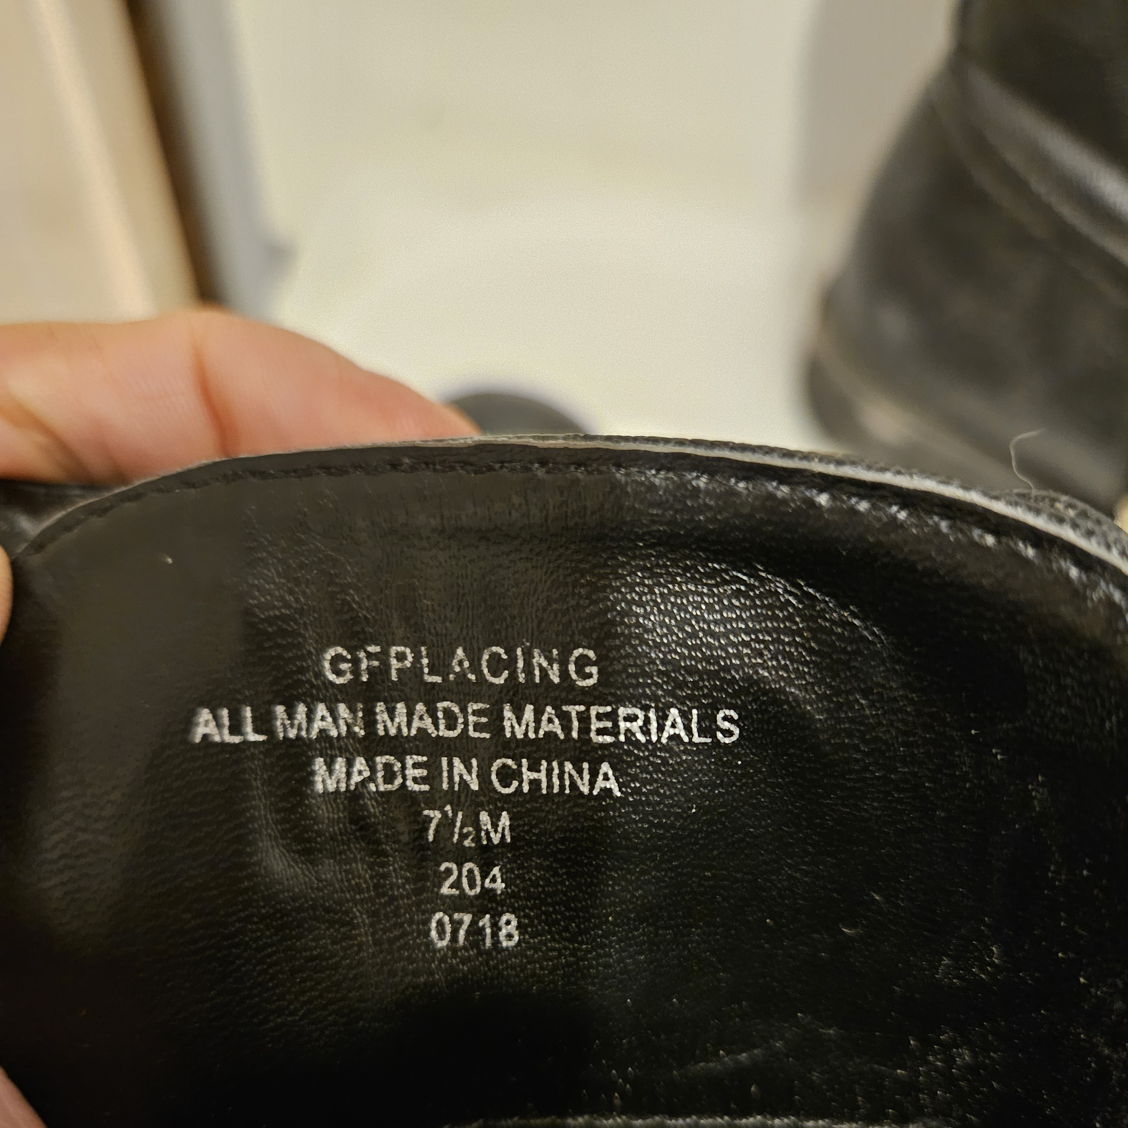 GFPLACING
ALL MAN MADE MATERIALS
MADE IN CHINA
7½M
204
0718